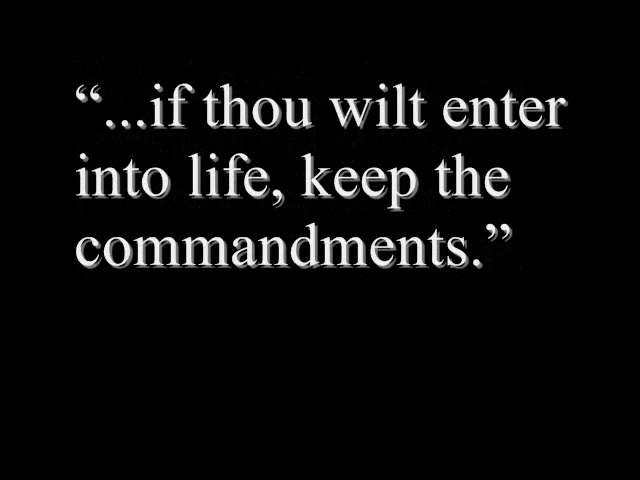 “...if thou wilt enter
into life, keep the
commandments.”